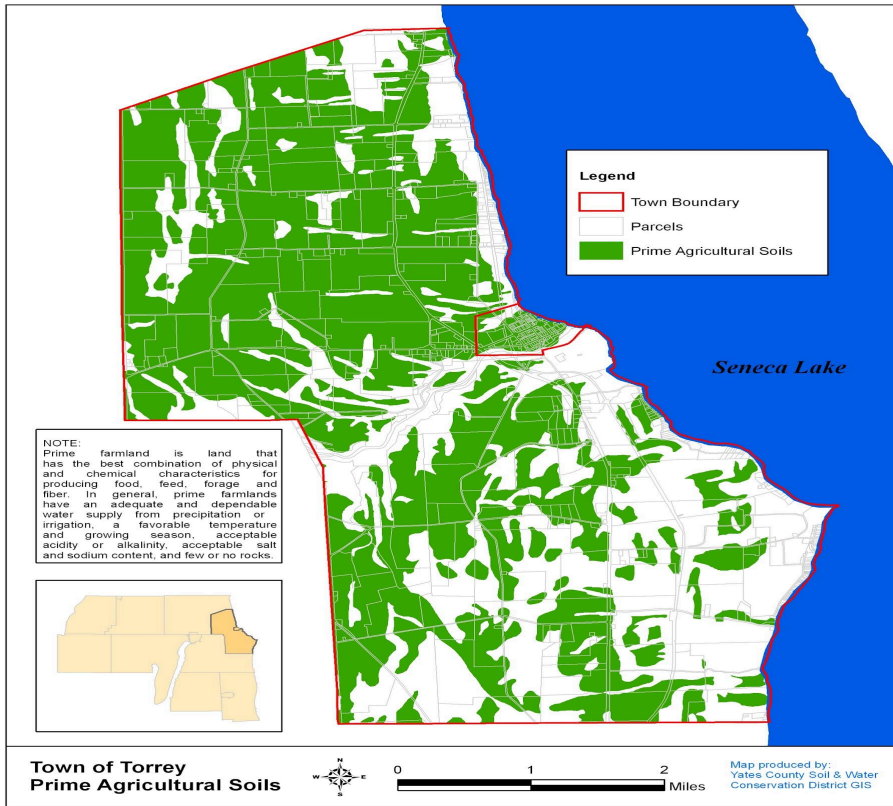 Legend
Town Boundary
Parcels
Prime Agricultural Soils
Seneca Lake
NOTE:
Prime farmland is land that
has the best combination of physical
and chemical characteristics for
producing food, feed, forage and
fiber. In general, prime farmlands
have an adequate and dependable
water supply from precipitation or
irrigation, a favorable temperature
and growing season, acceptable
acidity or alkalinity, acceptable salt
and sodium content, and few or no rocks.
Town of Torrey
Prime Agricultural Soils
N
W E
S
0 1 2
Miles
Map produced by:
Yates County Soil & Water
Conservation District GIS